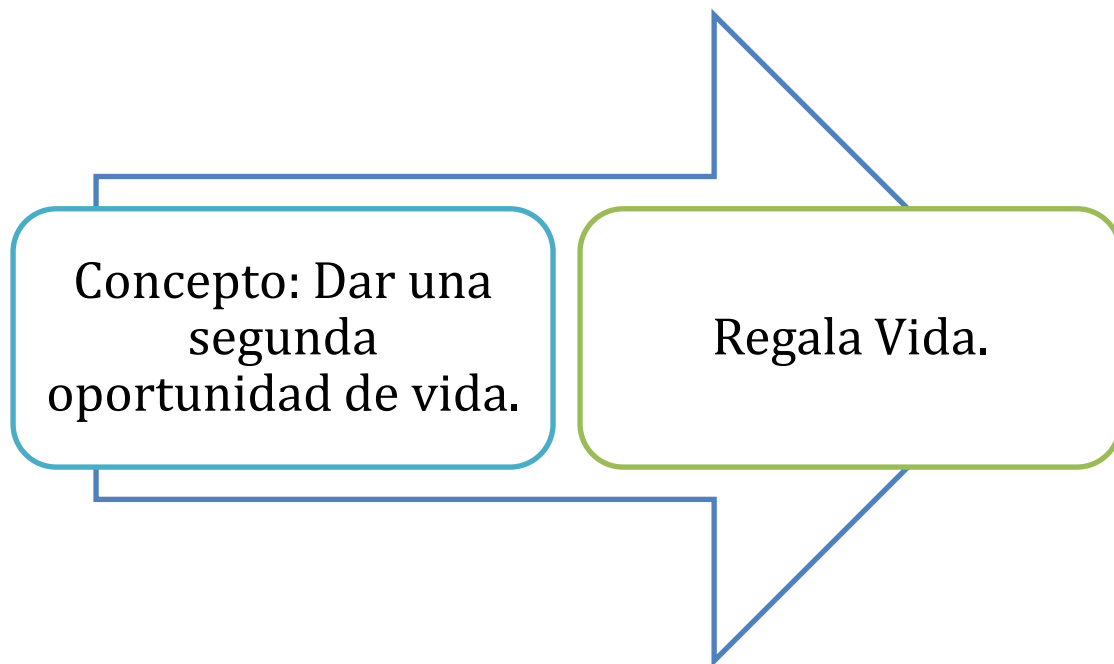 Concepto: Dar una
segunda
oportunidad de vida.
Regala Vida.